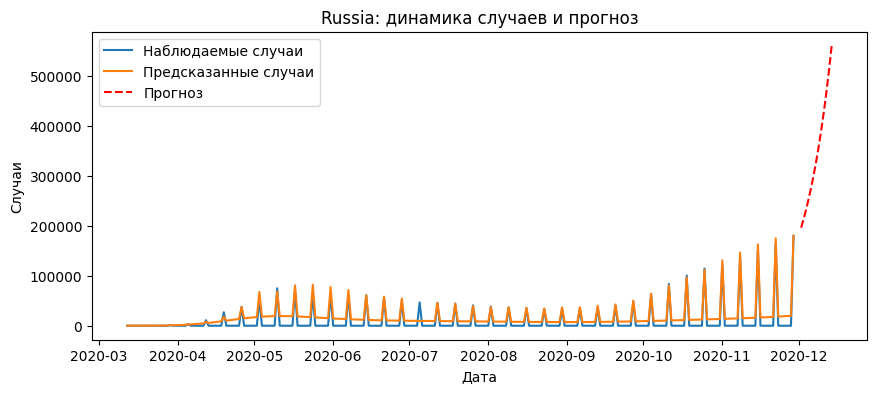 Russia: динамика случаев и прогноз
Наблюдаемые случаи
Предсказанные случаи
Прогноз
Случаи
500000
400000
300000
200000
100000
0
2020-03 2020-04 2020-05 2020-06 2020-07 2020-08 2020-09 2020-10 2020-11 2020-12
Дата